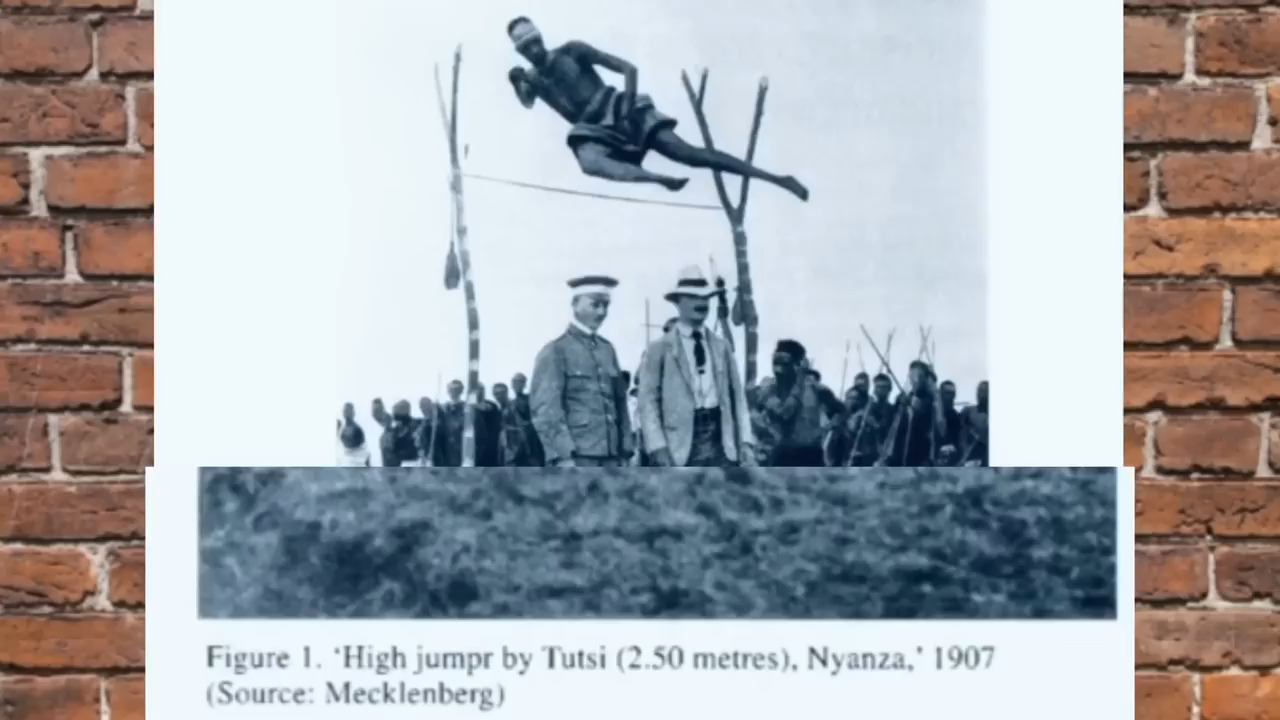 Figure 1. 'High jumpr by Tutsi (2.50 metres), Nyanza,' 1907
(Source: Mecklenberg)